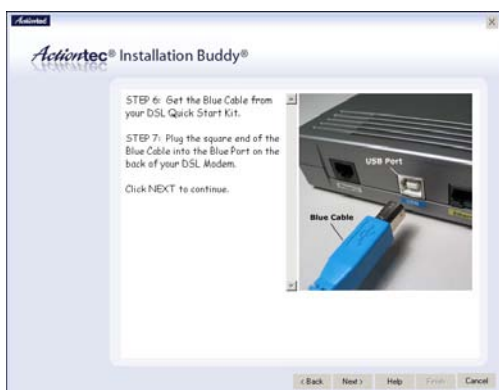 Actiontec
Actiontec® Installation Buddy®
STEP 6: Get the Blue Cable from
your DSL Quick Start Kit.
STEP 7: Plug the square end of the
Blue Cable into the Blue Port on the
back of your DSL Modem.
Click NEXT to continue.
USB Port
USB
Blue Cable
< Back
Next >
Help
Finish
Cancel